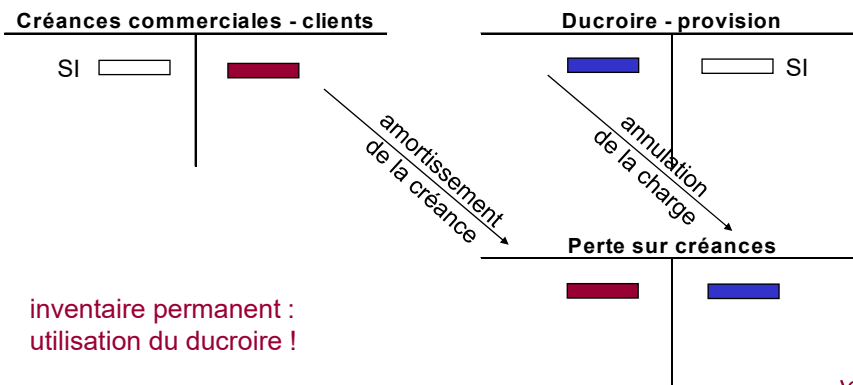 Créances commerciales - clients
Ducroire - provision
SI
SI
amortissement
de la créance
annulation
de la charge
Perte sur créances
inventaire permanent :
utilisation du ducroire !